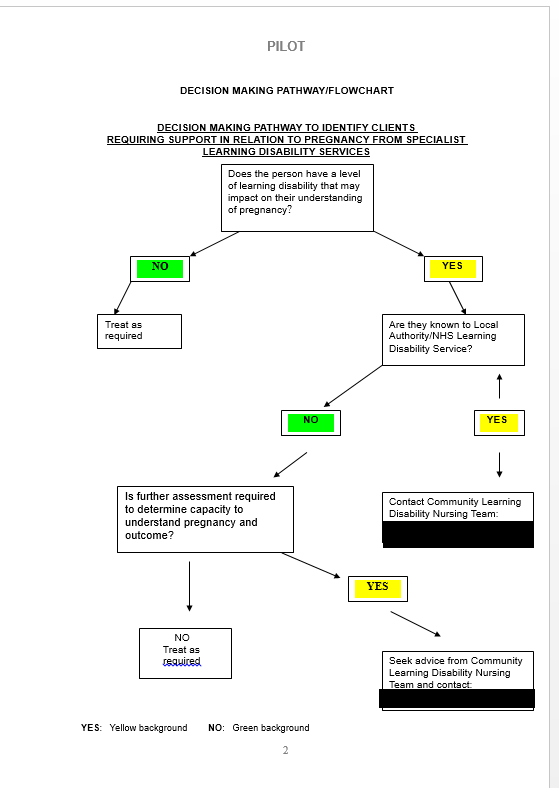 PILOT
DECISION MAKING PATHWAY/FLOWCHART
DECISION MAKING PATHWAY TO IDENTIFY CLIENTS
REQUIRING SUPPORT IN RELATION TO PREGNANCY FROM SPECIALIST
LEARNING DISABILITY SERVICES
Does the person have a level
of learning disability that may
impact on their understanding
of pregnancy?
NO
YES
Treat as
required
Are they known to Local
Authority/NHS Learning
Disability Service?
NO
YES
Is further assessment required
to determine capacity to
understand pregnancy and
outcome?
Contact Community Learning
Disability Nursing Team:
YES
NO
Treat as
required
Seek advice from Community
Learning Disability Nursing
Team and contact:
YES: Yellow background NO: Green background
2